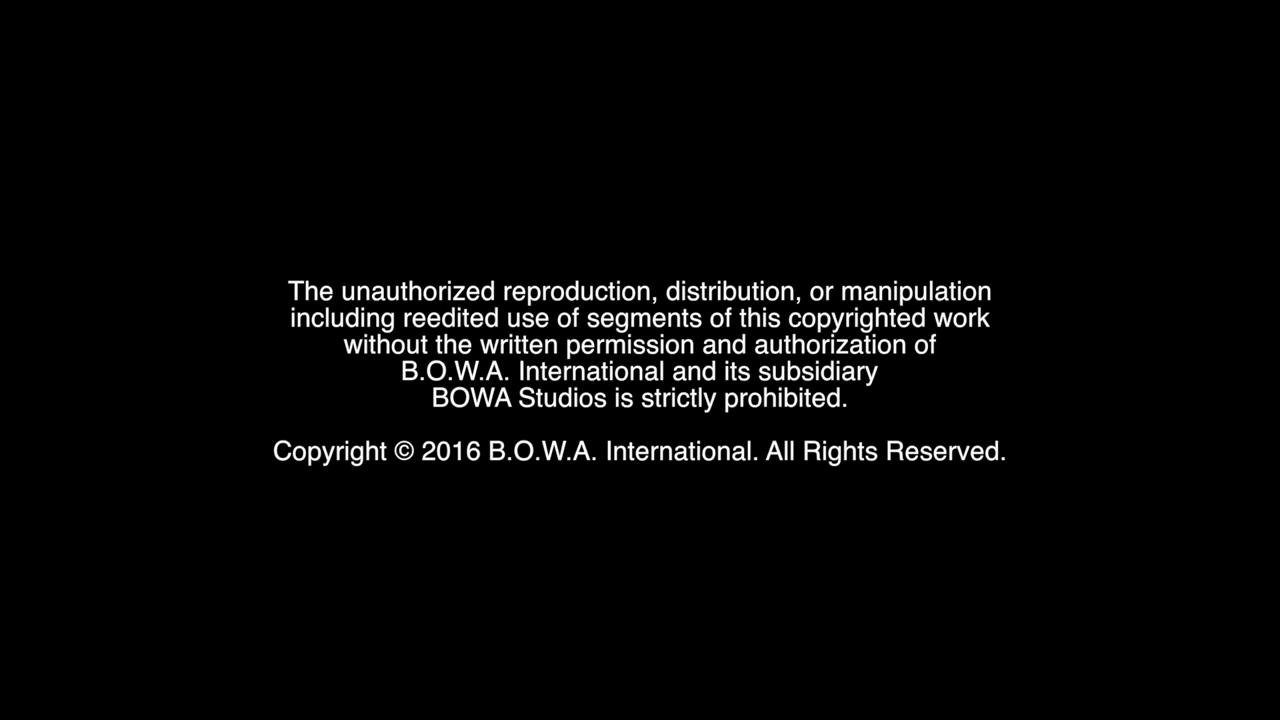 The unauthorized reproduction, distribution, or manipulation
including reedited use of segments of this copyrighted work
without the written permission and authorization of
B.O.W.A. International and its subsidiary
BOWA Studios is strictly prohibited.
Copyright © 2016 B.O.W.A. International. All Rights Reserved.